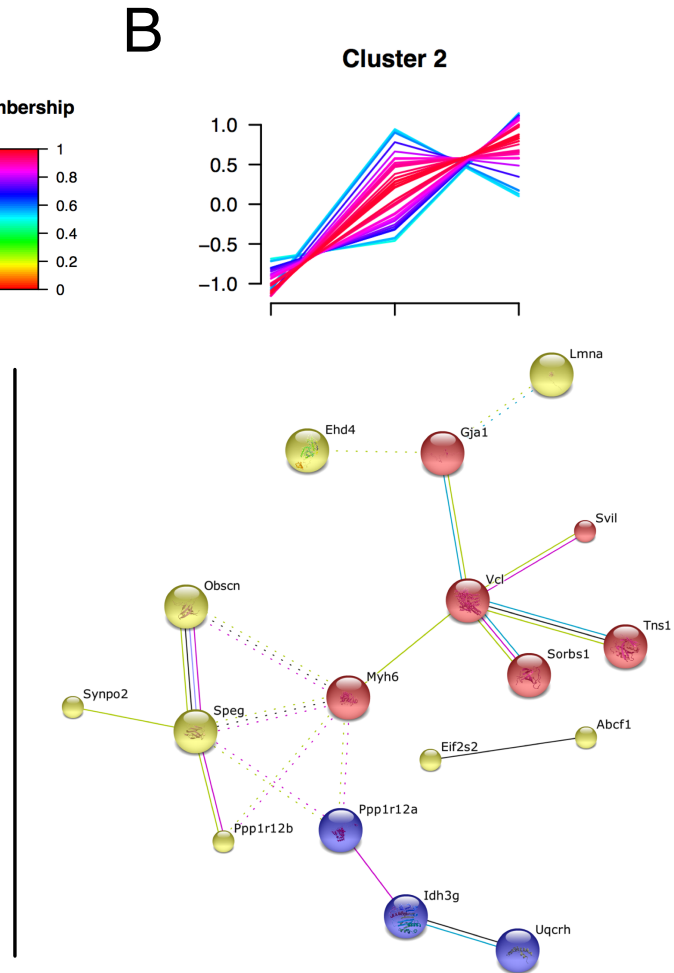 B
Cluster 2
mbership
1
0.8
0.6
0.4
0.2
0
1.0
0.5
0.0
−0.5
−1.0
Lmna
Ehd4
Gja1
Svil
Vcl
Obscn
Tns1
Sorbs1
Myh6
Synpo2
Speg
Abcf1
Eif2s2
Ppp1r12a
Ppp1r12b
Idh3g
Uqcrh